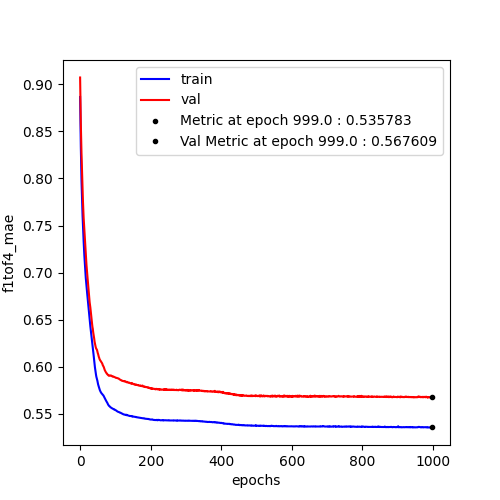 train
val
Metric at epoch 999.0 : 0.535783
Val Metric at epoch 999.0 : 0.567609
f1tof4_mae
0.90
0.85
0.80
0.75
0.70
0.65
0.60
0.55
0 200 400 600 800 1000
epochs